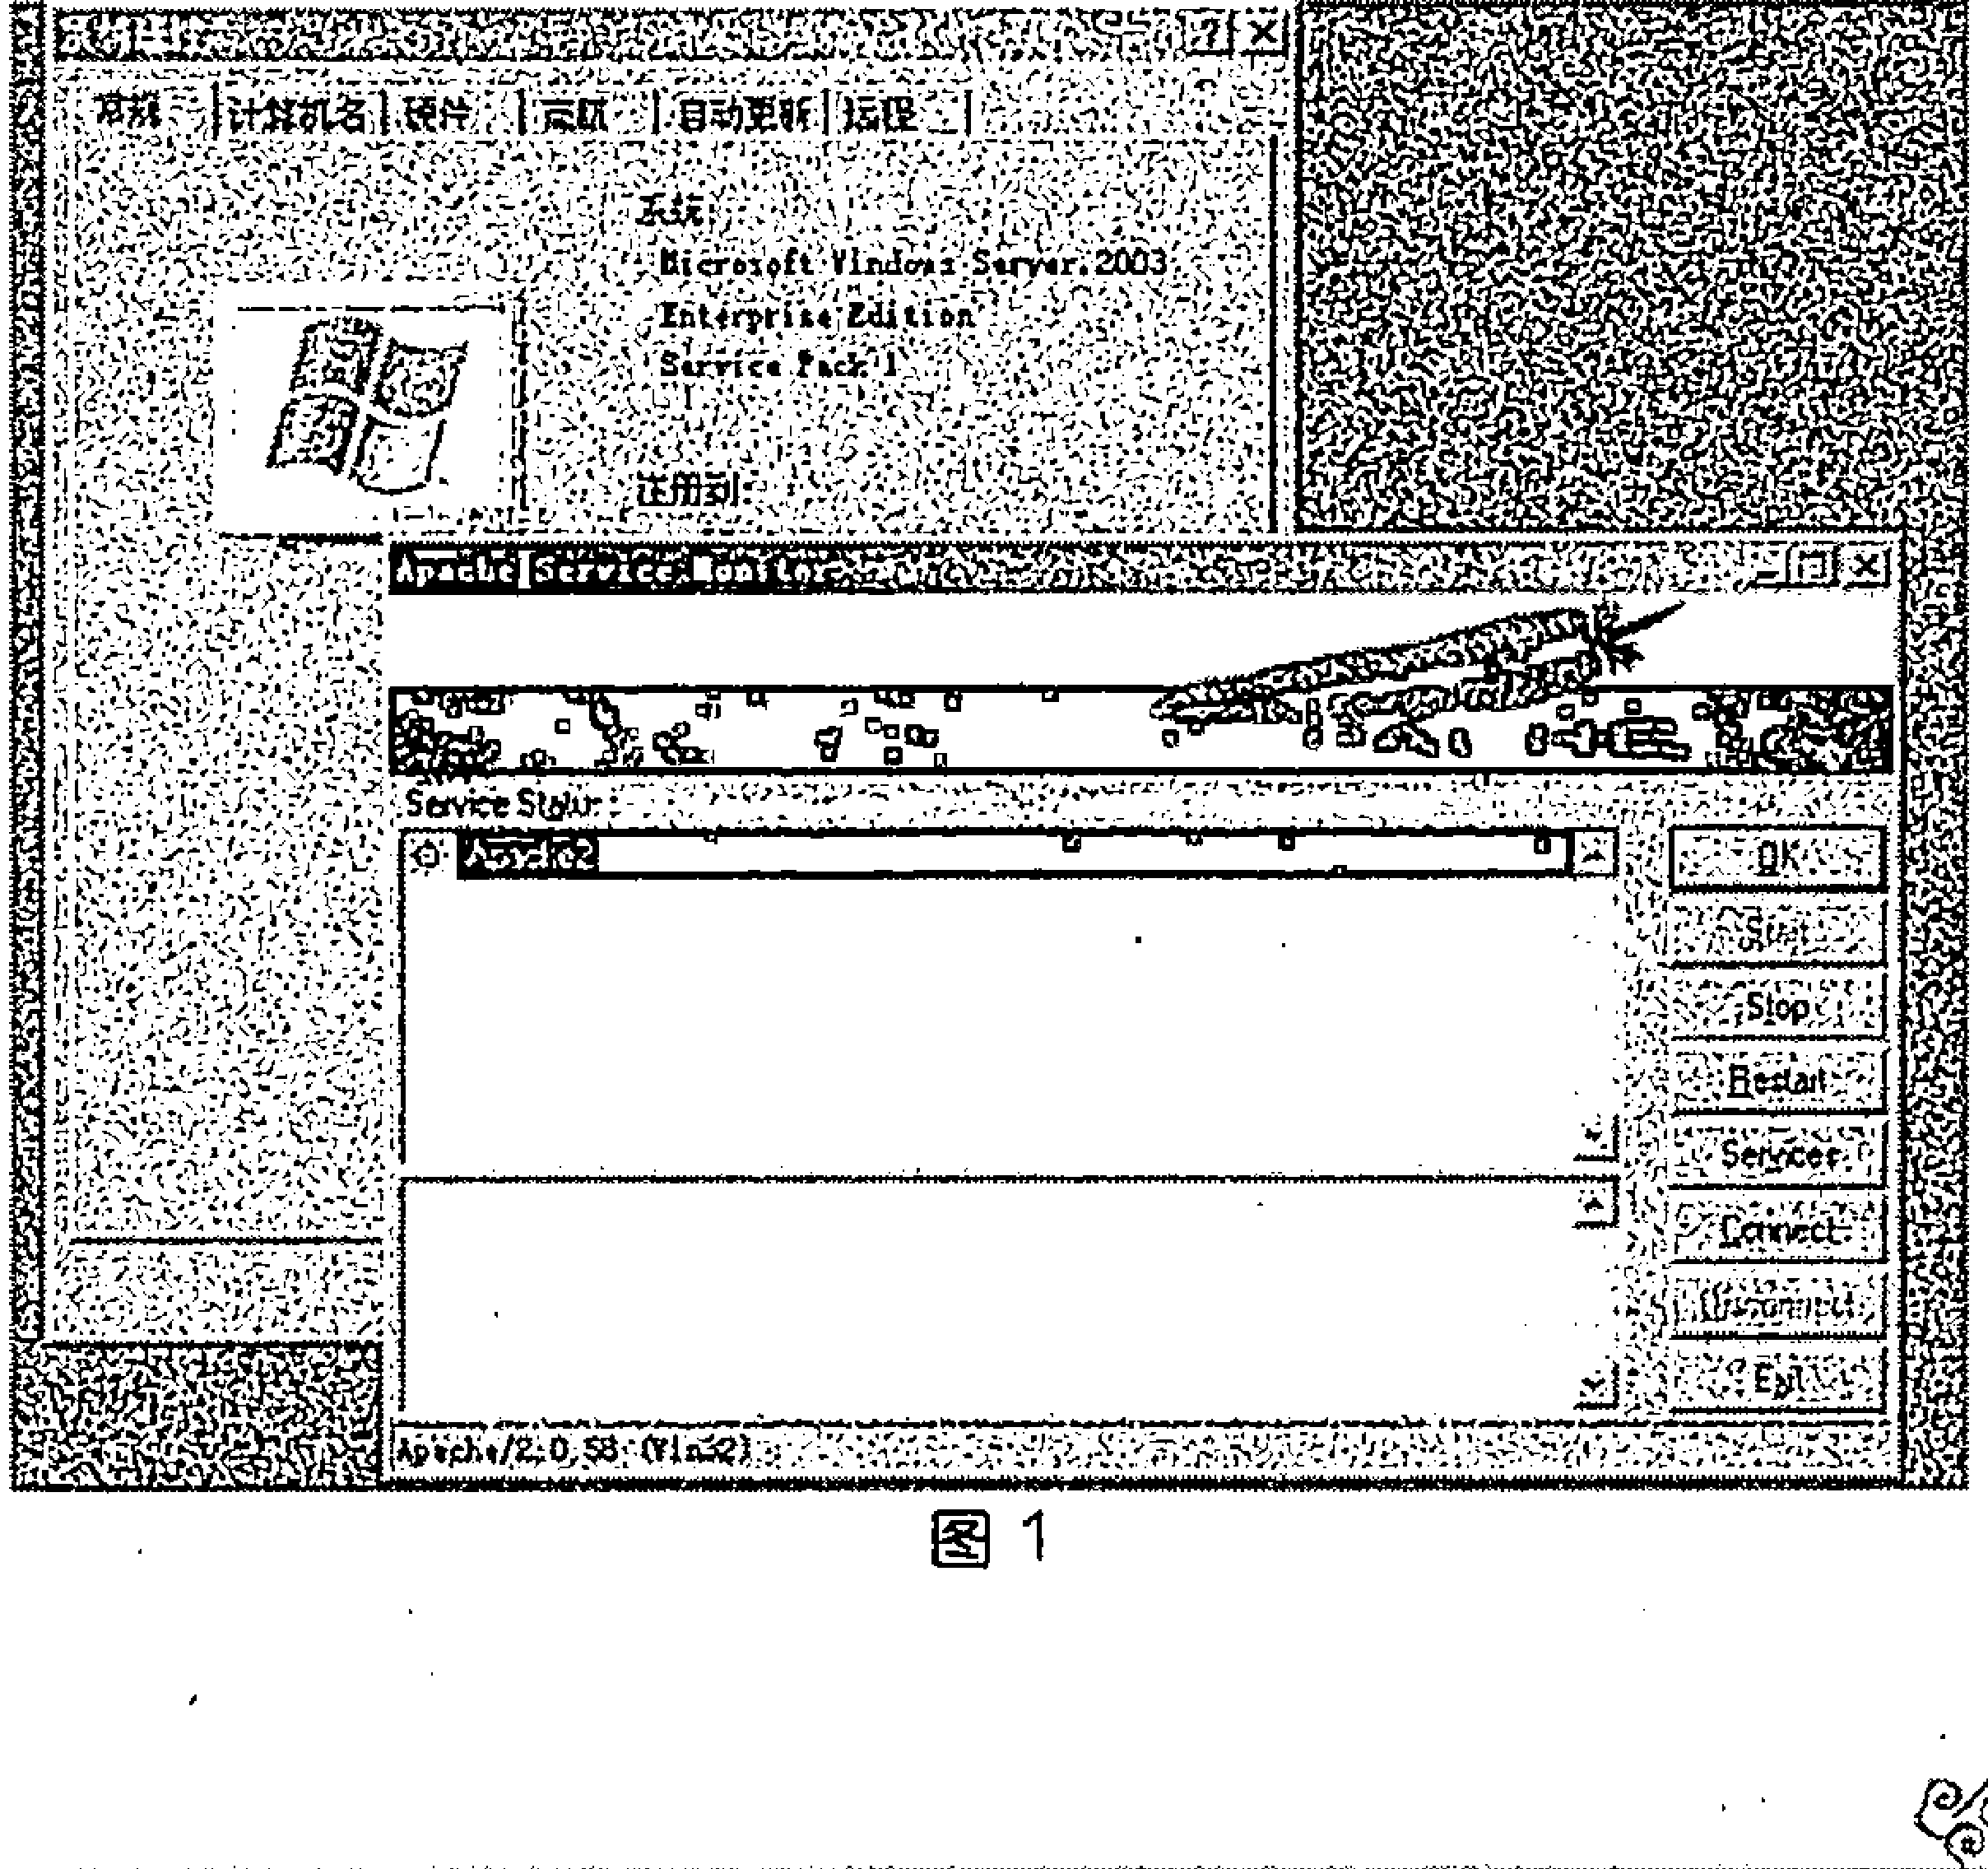 常规 计算机名 硬件 高级 自动更新 远程
系统:
Microsoft Windows Server 2003
Enterprise Edition
Service Pack 1
注册到:
Apache Service Monitor
Service Status:
Apache2
OK
Start
Stop
Restart
Services
Connect
Disconnect
Exit
Apache/2.0.58 (Win32)
图 1